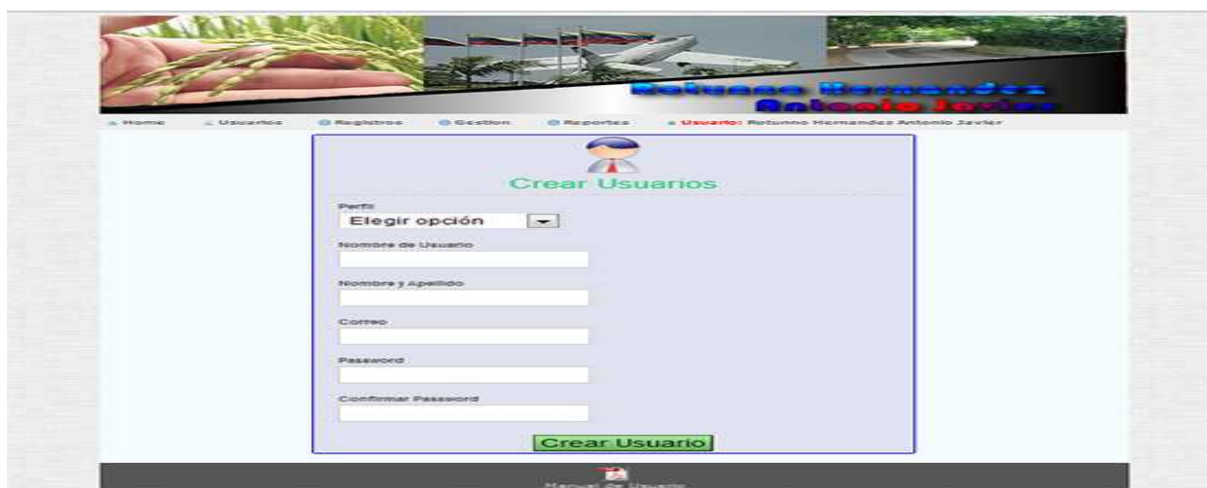 Rotunno Hernandez
Antonio Javier
Home Usuarios Registros Gestion Reportes Usuario: Rotunno Hernandez Antonio Javier
Crear Usuarios
Perfil
Elegir opción
Nombre de Usuario
Nombre y Apellido
Correo
Password
Confirmar Password
Crear Usuario
Manual de Usuario